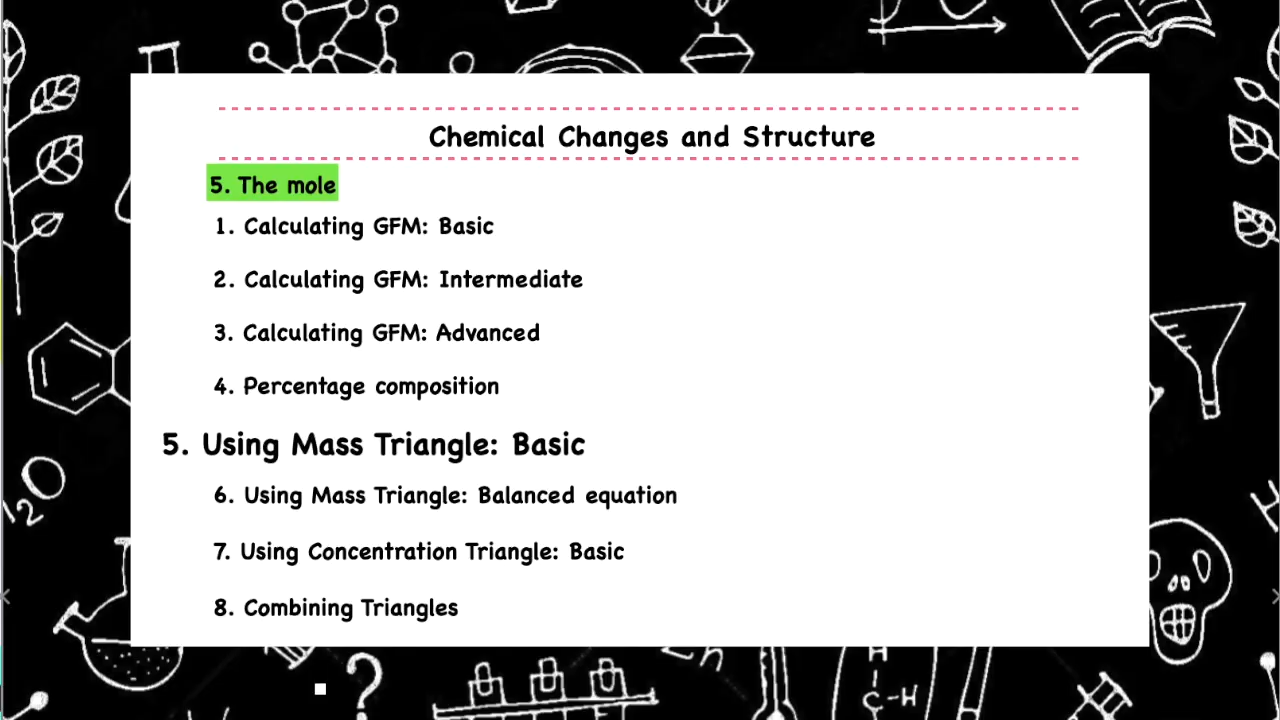 Chemical Changes and Structure
5. The mole
1. Calculating GFM: Basic
2. Calculating GFM: Intermediate
3. Calculating GFM: Advanced
4. Percentage composition
5. Using Mass Triangle: Basic
6. Using Mass Triangle: Balanced equation
7. Using Concentration Triangle: Basic
8. Combining Triangles
H₂O
?
H
C-H